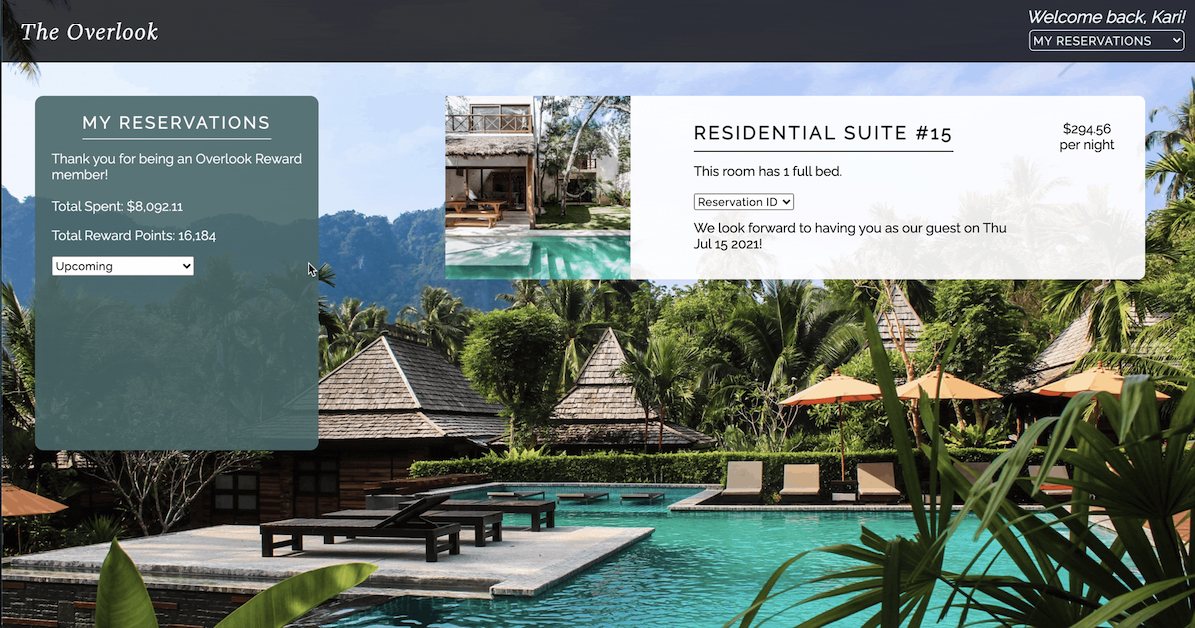 The Overlook
Welcome back, Kari!
MY RESERVATIONS
MY RESERVATIONS
Thank you for being an Overlook Reward
member!
Total Spent: $8,092.11
Total Reward Points: 16,184
Upcoming
RESIDENTIAL SUITE #15
$294.56
per night
This room has 1 full bed.
Reservation ID
We look forward to having you as our guest on Thu
Jul 15 2021!